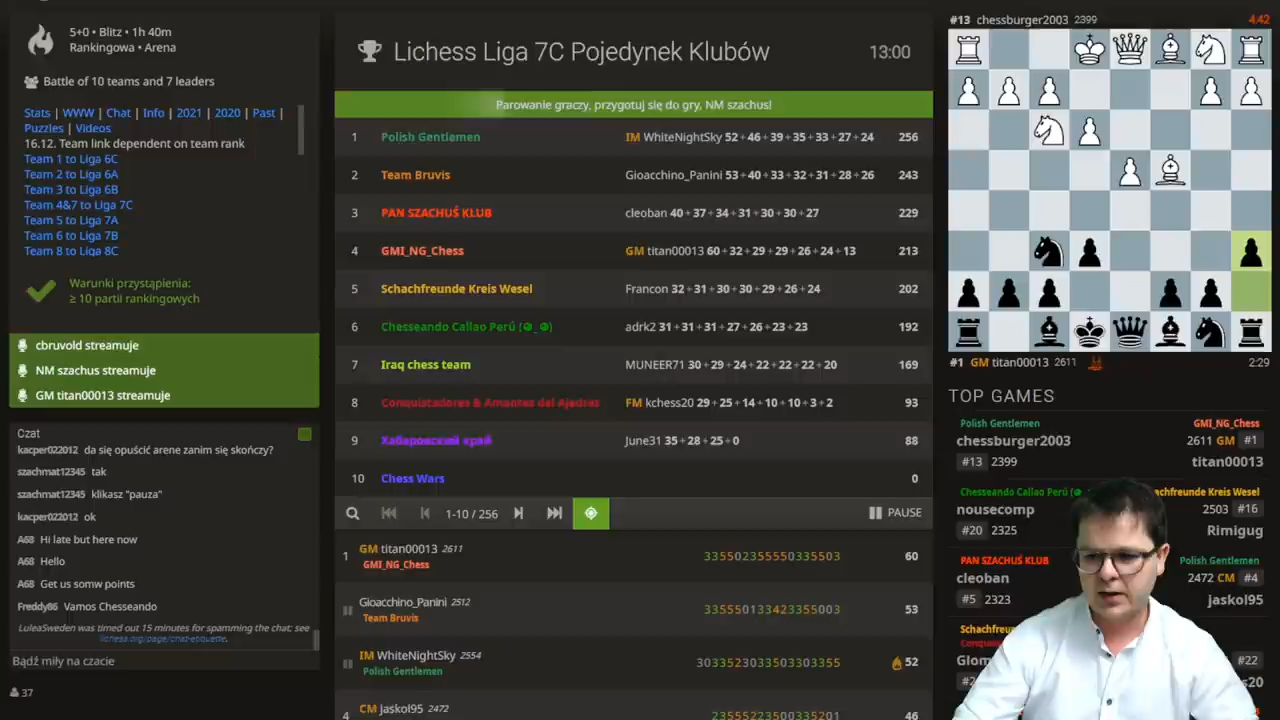 5+0 • Blitz • 1h 40m
Rankingowa • Arena
Battle of 10 teams and 7 leaders
Stats | WWW | Chat | Info | 2021 | 2020 | Past |
Puzzles | Videos
16.12. Team link dependent on team rank
Team 1 to Liga 6C
Team 2 to Liga 6A
Team 3 to Liga 6B
Team 4&7 to Liga 7C
Team 5 to Liga 7A
Team 6 to Liga 7B
Team 8 to Liga 8C
Warunki przystąpienia:
≥ 10 partii rankingowych
cbruvold streamuje
NM szachus streamuje
GM titan00013 streamuje
Czat
kacper022012 da się opuścić arene zanim się skończy?
szachmat12345 tak
szachmat12345 klikasz "pauza"
kacper022012 ok
A68 Hi late but here now
A68 Hello
A68 Get us somw points
Freddy86 Vamos Chesseando
LuleaSweden was timed out 15 minutes for spamming the chat; see
lichess.org/page/chat-etiquette.
Bądź miły na czacie
37
Lichess Liga 7C Pojedynek Klubów 13:00
Parowanie graczy, przygotuj się do gry, NM szachus!
1 Polish Gentlemen IM WhiteNightSky 52+46+39+35+33+27+24 256
2 Team Bruvis Gioacchino_Panini 53+40+33+32+31+28+26 243
3 PAN SZACHUŚ KLUB cleoban 40+37+34+31+30+30+27 229
4 GMI_NG_Chess GM titan00013 60+32+29+29+26+24+13 213
5 Schachfreunde Kreis Wesel Francon 32+31+30+30+29+26+24 202
6 Chesseando Callao Perú (◕_◕) adrk2 31+31+31+27+26+23+23 192
7 Iraq chess team MUNEER71 30+29+24+22+22+22+20 169
8 Conquistadores & Amantes del Ajedrez FM kchess20 29+25+14+10+10+3+2 93
9 Хабаровский край June31 35+28+25+0 88
10 Chess Wars 0
1-10 / 256 PAUSE
1 GM titan00013 2611 335502355550335503 60
GMI_NG_Chess
Gioacchino_Panini 2512 335550133423355003 53
Team Bruvis
IM WhiteNightSky 2554 3033523033503303355 52
Polish Gentlemen
4 CM jaskol95 2472 235552235500335201 46
#13 chessburger2003 2399 4:42
#1 GM titan00013 2611 2:29
TOP GAMES
Polish Gentlemen GMI_NG_Chess
chessburger2003 2611 GM #1
#13 2399 titan00013
Chesseando Callao Perú (◕ chfreunde Kreis Wesel
nousecomp 2503 #16
#20 2325 Rimigug
PAN SZACHUŚ KLUB Polish Gentlemen
cleoban 2472 CM #4
#5 2323 jaskol95
Schachfreun
Glom #22
s20